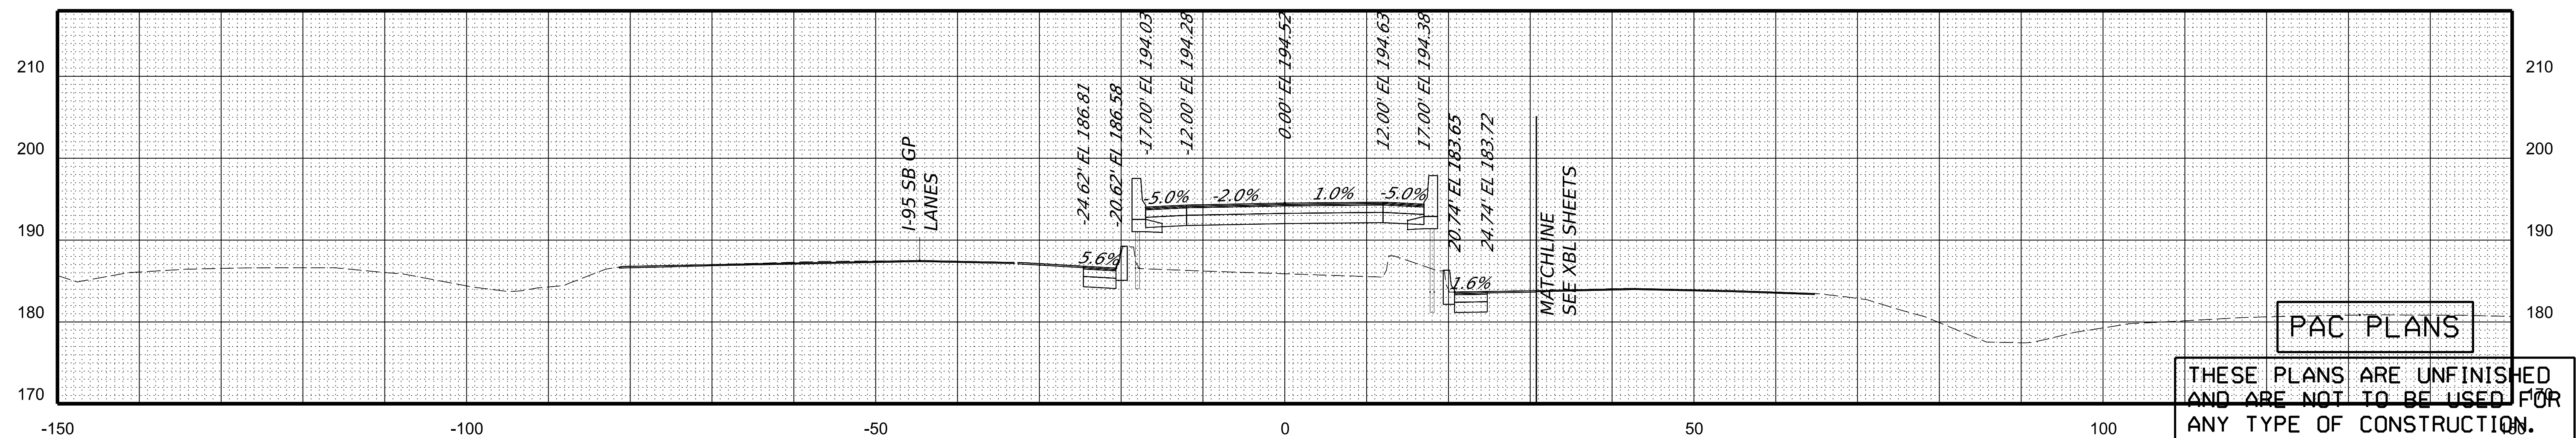 -17.00' EL 194.03
-12.00' EL 194.28
0.00' EL 194.52
12.00' EL 194.63
17.00' EL 194.38
210
210
-24.62' EL 186.81
-20.62' EL 186.58
20.74' EL 183.65
24.74' EL 183.72
200
200
I-95 SB GP
LANES
-5.0%
-2.0%
1.0%
-5.0%
MATCHLINE
SEE XBL SHEETS
190
190
5.6%
1.6%
180
180
PAC PLANS
170
170
THESE PLANS ARE UNFINISHED
AND ARE NOT TO BE USED FOR
ANY TYPE OF CONSTRUCTION.
-150
-100
-50
0
50
100
150